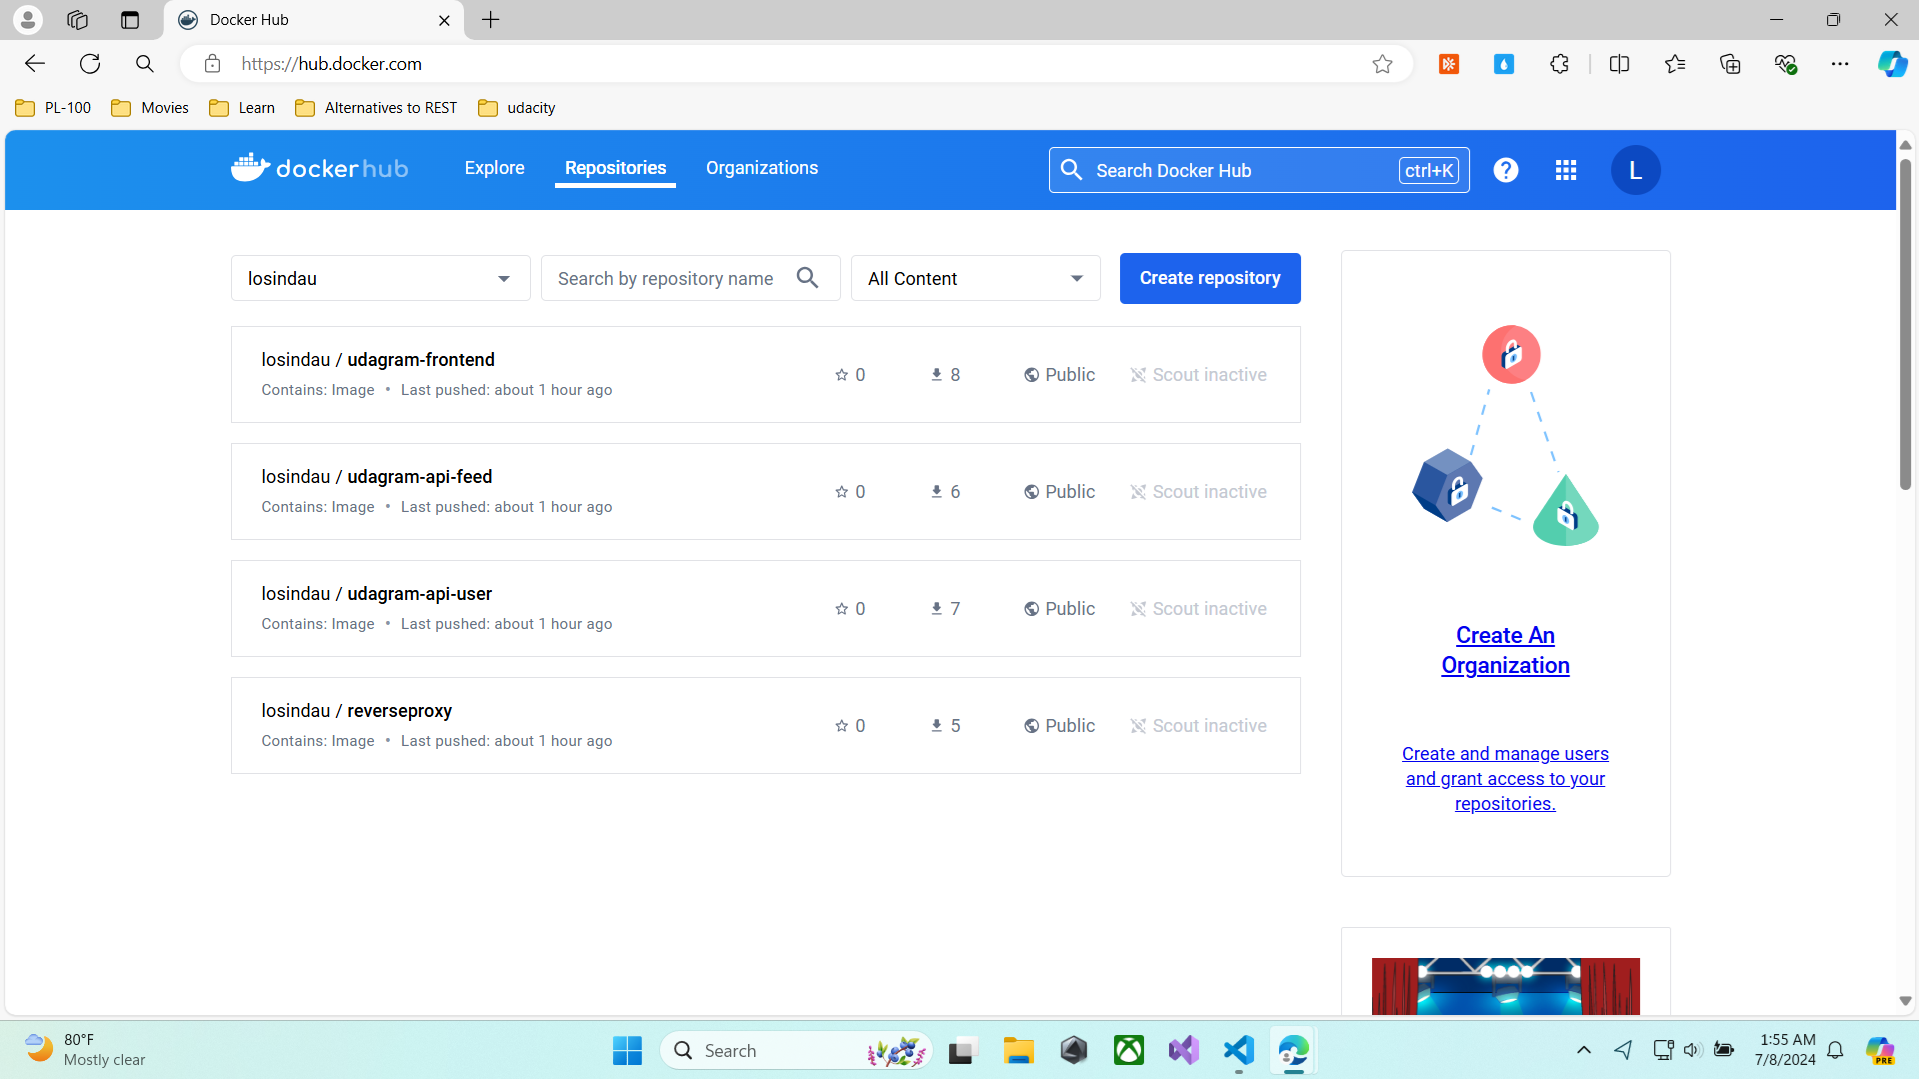 Docker Hub
https://hub.docker.com
PL-100 Movies Learn Alternatives to REST udacity
dockerhub Explore Repositories Organizations Search Docker Hub ctrl+K L
losindau Search by repository name All Content Create repository
losindau / udagram-frontend
Contains: Image • Last pushed: about 1 hour ago
0 8 Public Scout inactive
losindau / udagram-api-feed
Contains: Image • Last pushed: about 1 hour ago
0 6 Public Scout inactive
losindau / udagram-api-user
Contains: Image • Last pushed: about 1 hour ago
0 7 Public Scout inactive
losindau / reverseproxy
Contains: Image • Last pushed: about 1 hour ago
0 5 Public Scout inactive
Create An
Organization
Create and manage users
and grant access to your
repositories.
80°F
Mostly clear
Search
1:55 AM
7/8/2024
PRE